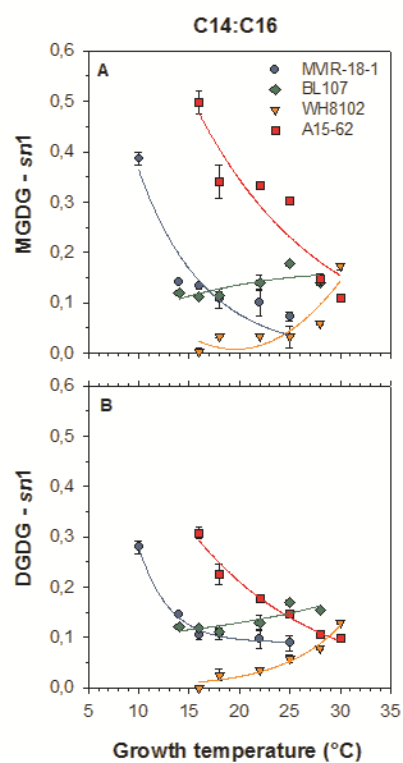 C14:C16
A
MVIR-18-1
BL107
WH8102
A15-62
MGDG - sn1
0,6
0,5
0,4
0,3
0,2
0,1
0,0
B
DGDG - sn1
0,6
0,5
0,4
0,3
0,2
0,1
0,0
5 10 15 20 25 30 35
Growth temperature (°C)